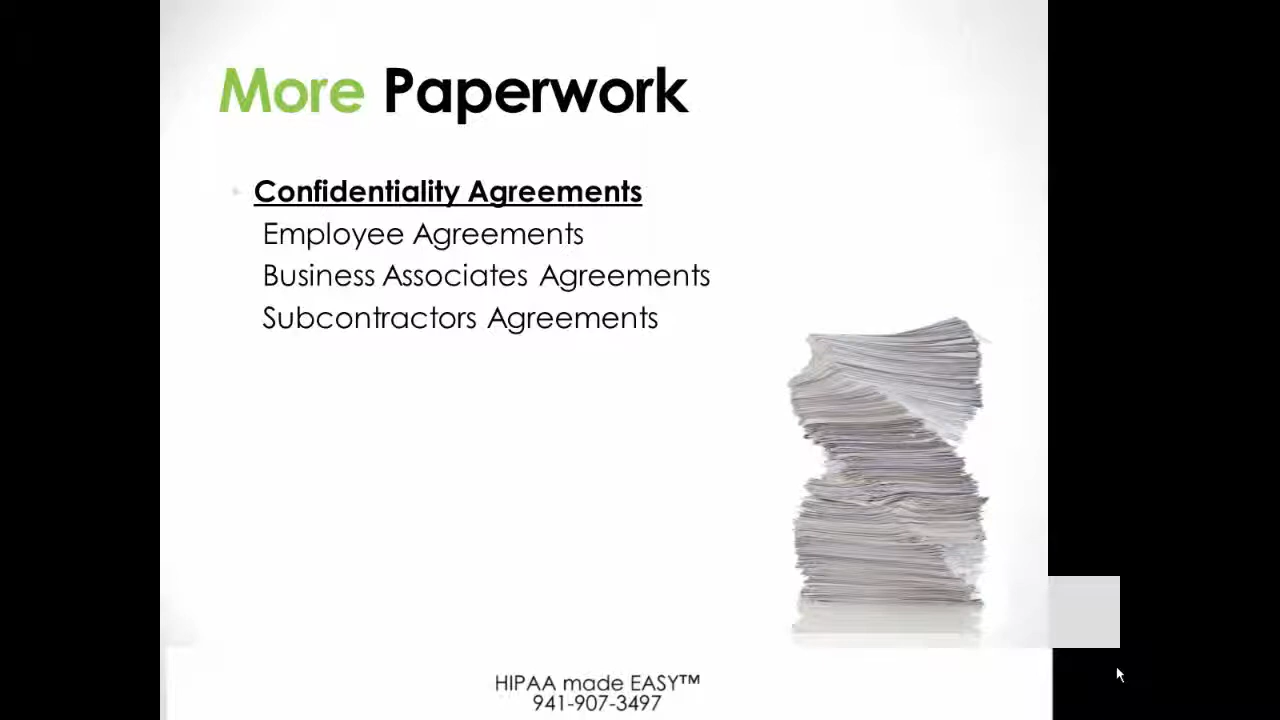 More Paperwork
Confidentiality Agreements
Employee Agreements
Business Associates Agreements
Subcontractors Agreements
HIPAA made EASY™
941-907-3497